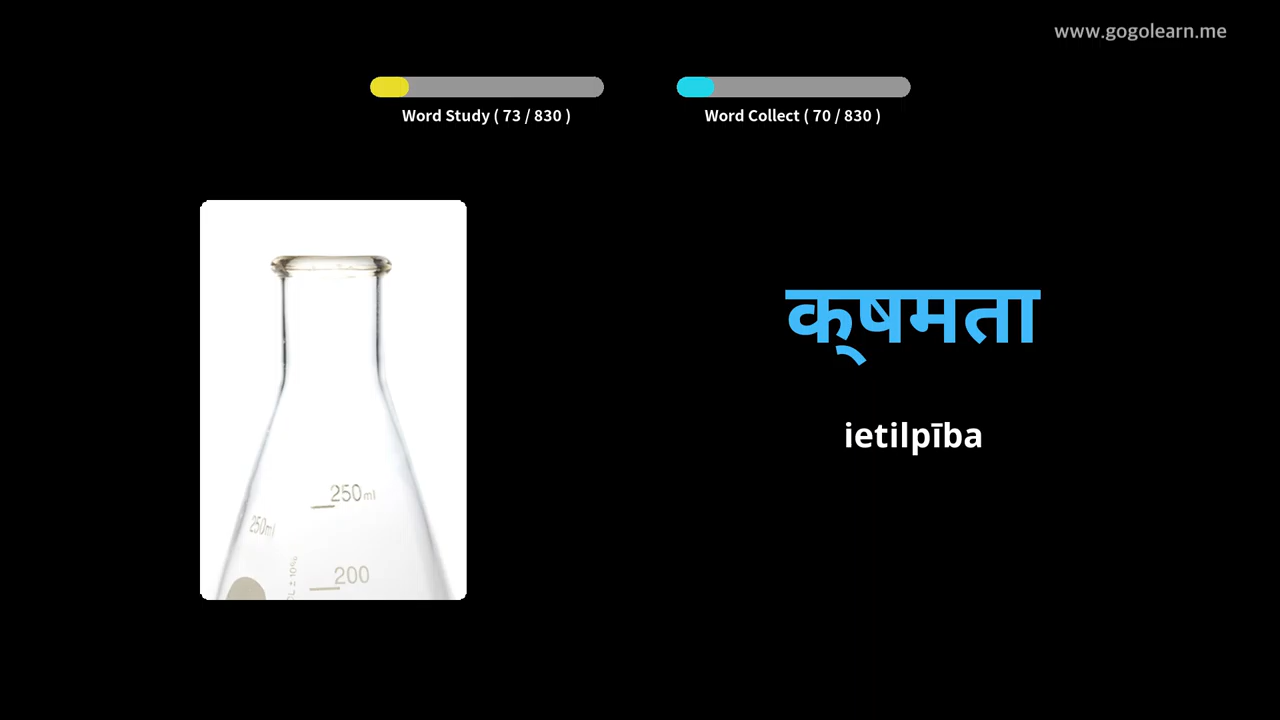 www.gogolearn.me
Word Study ( 73 / 830 )
Word Collect ( 70 / 830 )
क्षमता
ietilpība
250ml
250ml
200